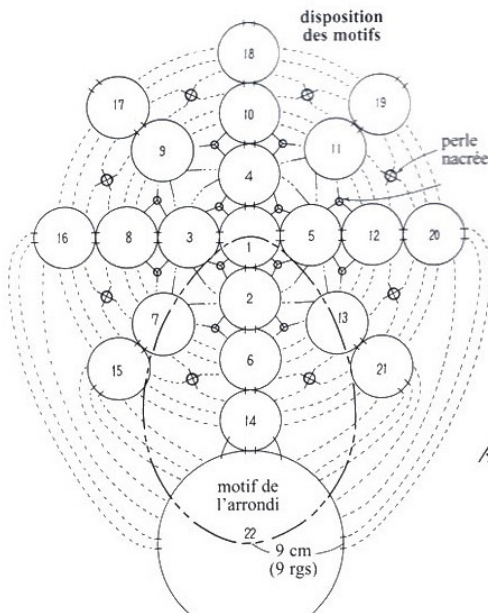 disposition
des motifs
18
17
19
10
9
11
perle
nacrée
4
16
8
3
1
5
12
20
2
7
13
15
6
21
14
motif de
l'arrondi
22
9 cm
(9 rgs)